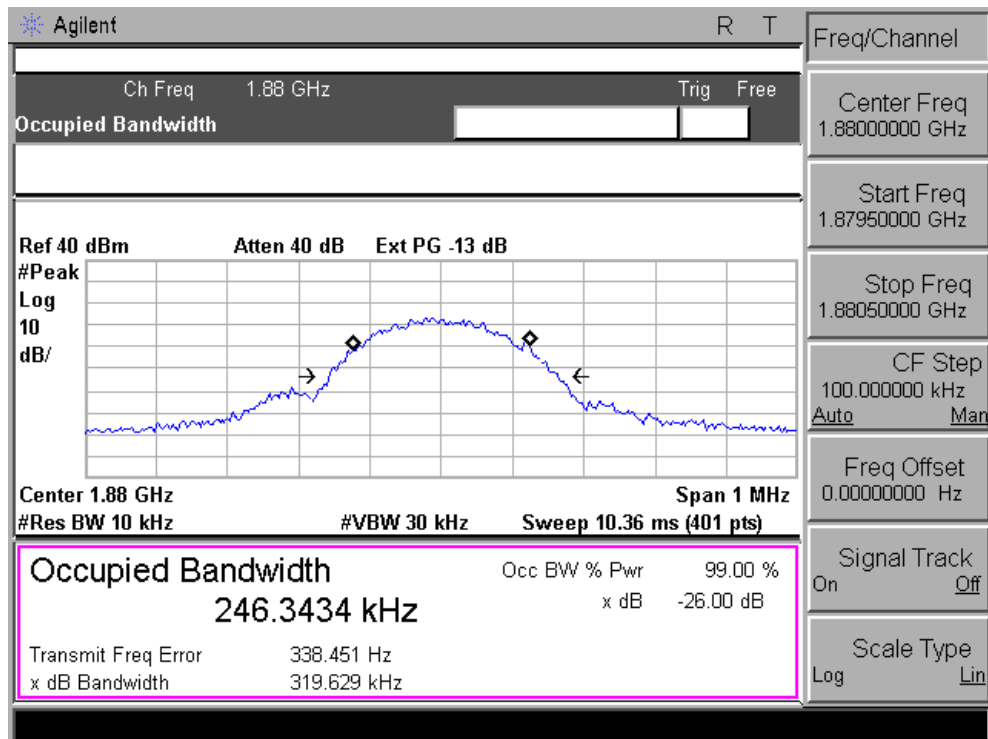 Agilent R T
Ch Freq 1.88 GHz Trig Free
Occupied Bandwidth
Ref 40 dBm Atten 40 dB Ext PG -13 dB
#Peak
Log
10
dB/
Center 1.88 GHz Span 1 MHz
#Res BW 10 kHz #VBW 30 kHz Sweep 10.36 ms (401 pts)
Occupied Bandwidth
246.3434 kHz
Occ BW % Pwr 99.00 %
x dB -26.00 dB
Transmit Freq Error 338.451 Hz
x dB Bandwidth 319.629 kHz
Freq/Channel
Center Freq
1.88000000 GHz
Start Freq
1.87950000 GHz
Stop Freq
1.88050000 GHz
CF Step
100.000000 kHz
Auto Man
Freq Offset
0.00000000 Hz
Signal Track
On Off
Scale Type
Log Lin